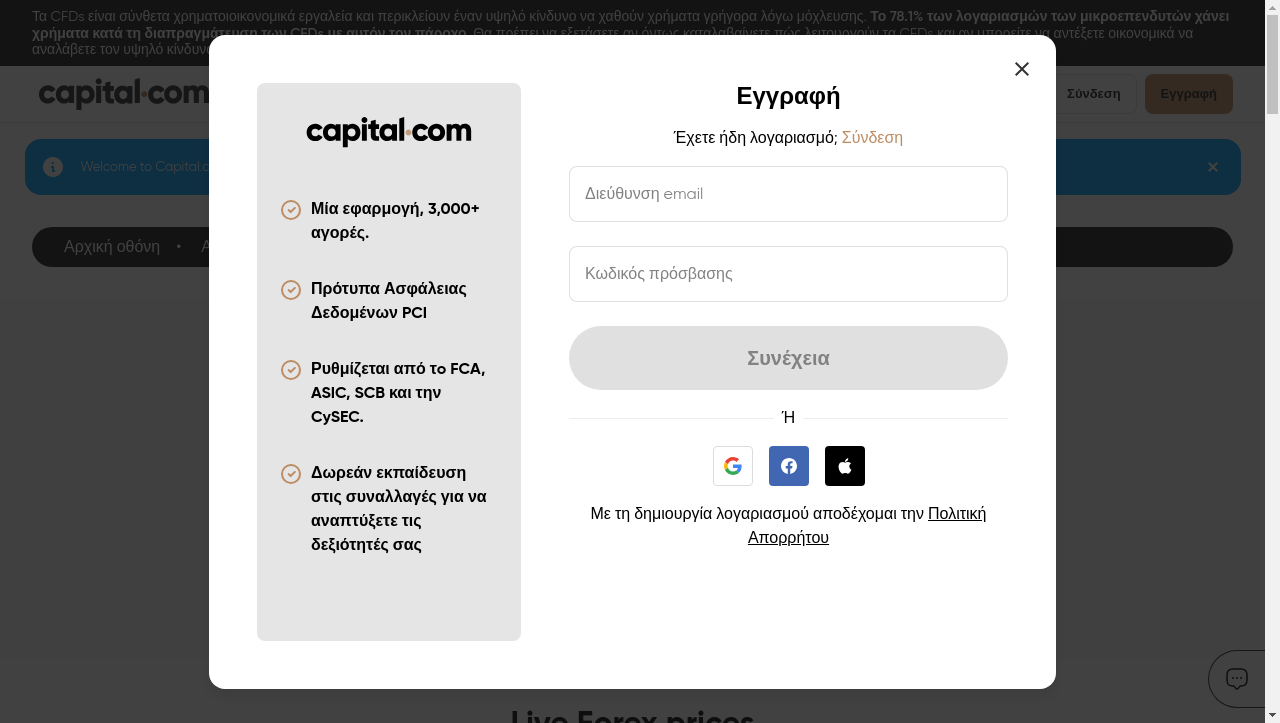 Τα CFDs είναι σύνθετα χρηματοιοικονομικά εργαλεία και περικλείουν έναν υψηλό κίνδυνο να χαθούν χρήματα γρήγορα λόγω μόχλευσης. Το 78.1% των λογαριασμών των μικροεπενδυτών χάνει
χρήματα κατά τη διαπραγμάτευση των CFDs με αυτόν τον πάροχο. Θα πρέπει να εξετάσετε αν όντως καταλαβαίνετε πώς λειτουργούν τα CFDs και αν μπορείτε να αντέξετε οικονομικά να
αναλάβετε τον υψηλό κίνδυνο
capital.com
Σύνδεση
Εγγραφή
Welcome to Capital.c
Αρχική οθόνη
capital.com
Μία εφαρμογή, 3,000+
αγορές.
Πρότυπα Ασφάλειας
Δεδομένων PCI
Ρυθμίζεται από τo FCA,
ASIC, SCB και την
CySEC.
Δωρεάν εκπαίδευση
στις συναλλαγές για να
αναπτύξετε τις
δεξιότητές σας
Εγγραφή
Έχετε ήδη λογαριασμό; Σύνδεση
Διεύθυνση email
Κωδικός πρόσβασης
Συνέχεια
Ή
Με τη δημιουργία λογαριασμού αποδέχομαι την Πολιτική
Απορρήτου
Live Forex prices